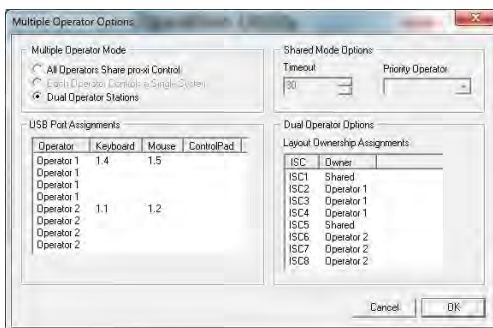 Multiple Operator Options
Multiple Operator Mode
All Operators Share pro-xi Control
Each Operator Controls a Single System
Dual Operator Stations
Shared Mode Options
Timeout
Priority Operator
30
USB Port Assignments
Operator Keyboard Mouse ControlPad
Operator 1 1.4 1.5
Operator 1
Operator 1
Operator 1
Operator 2 1.1 1.2
Operator 2
Operator 2
Operator 2
Dual Operator Options
Layout Ownership Assignments
ISC Owner
ISC1 Shared
ISC2 Operator 1
ISC3 Operator 1
ISC4 Operator 1
ISC5 Shared
ISC6 Operator 2
ISC7 Operator 2
ISC8 Operator 2
Cancel
OK